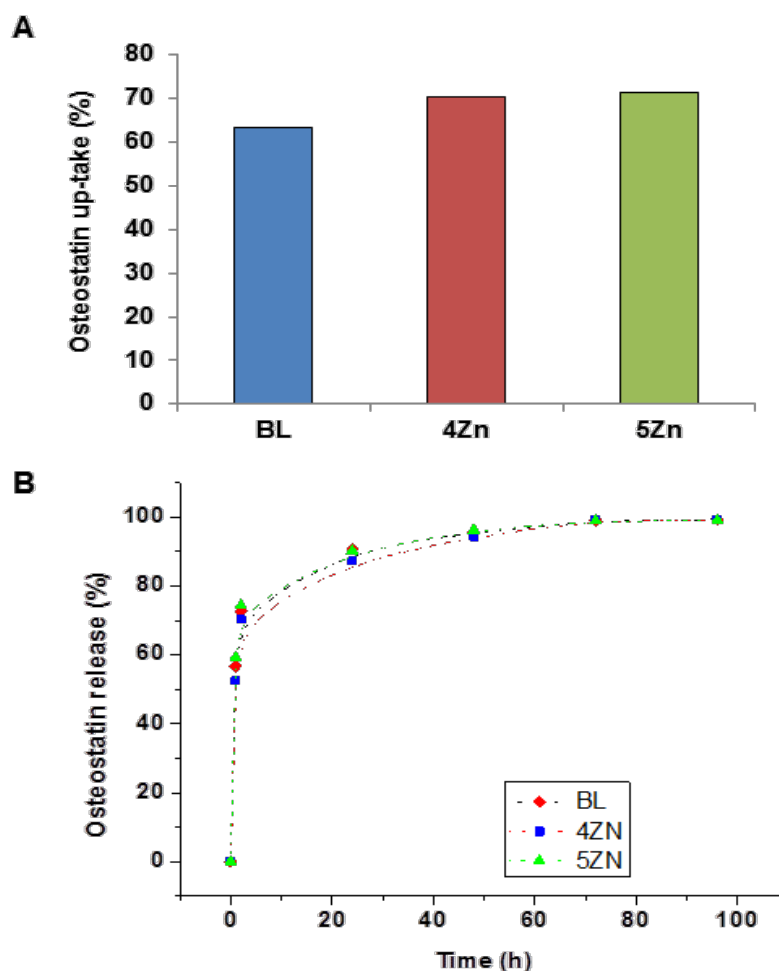 A
Osteostatin up-take (%)
80
70
60
50
40
30
20
10
0
BL 4Zn 5Zn
B
Osteostatin release (%)
100
80
60
40
20
0
BL
4ZN
5ZN
0 20 40 60 80 100
Time (h)